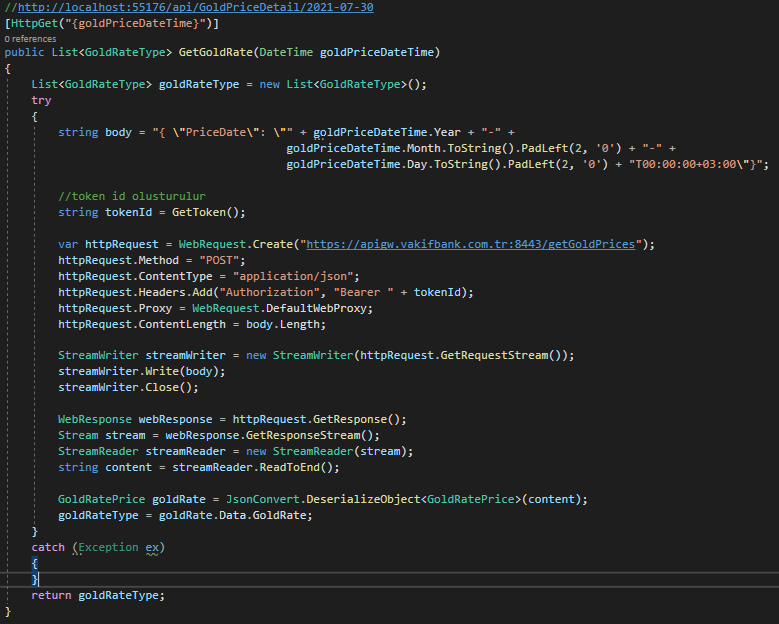 //http://localhost:55176/api/GoldPriceDetail/2021-07-30
[HttpGet("{goldPriceDateTime}")]
0 references
public List<GoldRateType> GetGoldRate(DateTime goldPriceDateTime)
{
List<GoldRateType> goldRateType = new List<GoldRateType>();
try
{
string body = "{ \"PriceDate\": \"" + goldPriceDateTime.Year + "-" +
goldPriceDateTime.Month.ToString().PadLeft(2, '0') + "-" +
goldPriceDateTime.Day.ToString().PadLeft(2, '0') + "T00:00:00+03:00\"}";
//token id olusturulur
string tokenId = GetToken();
var httpRequest = WebRequest.Create("https://apigw.vakifbank.com.tr:8443/getGoldPrices");
httpRequest.Method = "POST";
httpRequest.ContentType = "application/json";
httpRequest.Headers.Add("Authorization", "Bearer " + tokenId);
httpRequest.Proxy = WebRequest.DefaultWebProxy;
httpRequest.ContentLength = body.Length;
StreamWriter streamWriter = new StreamWriter(httpRequest.GetRequestStream());
streamWriter.Write(body);
streamWriter.Close();
WebResponse webResponse = httpRequest.GetResponse();
Stream stream = webResponse.GetResponseStream();
StreamReader streamReader = new StreamReader(stream);
string content = streamReader.ReadToEnd();
GoldRatePrice goldRate = JsonConvert.DeserializeObject<GoldRatePrice>(content);
goldRateType = goldRate.Data.GoldRate;
}
catch (Exception ex)
{
}
return goldRateType;
}